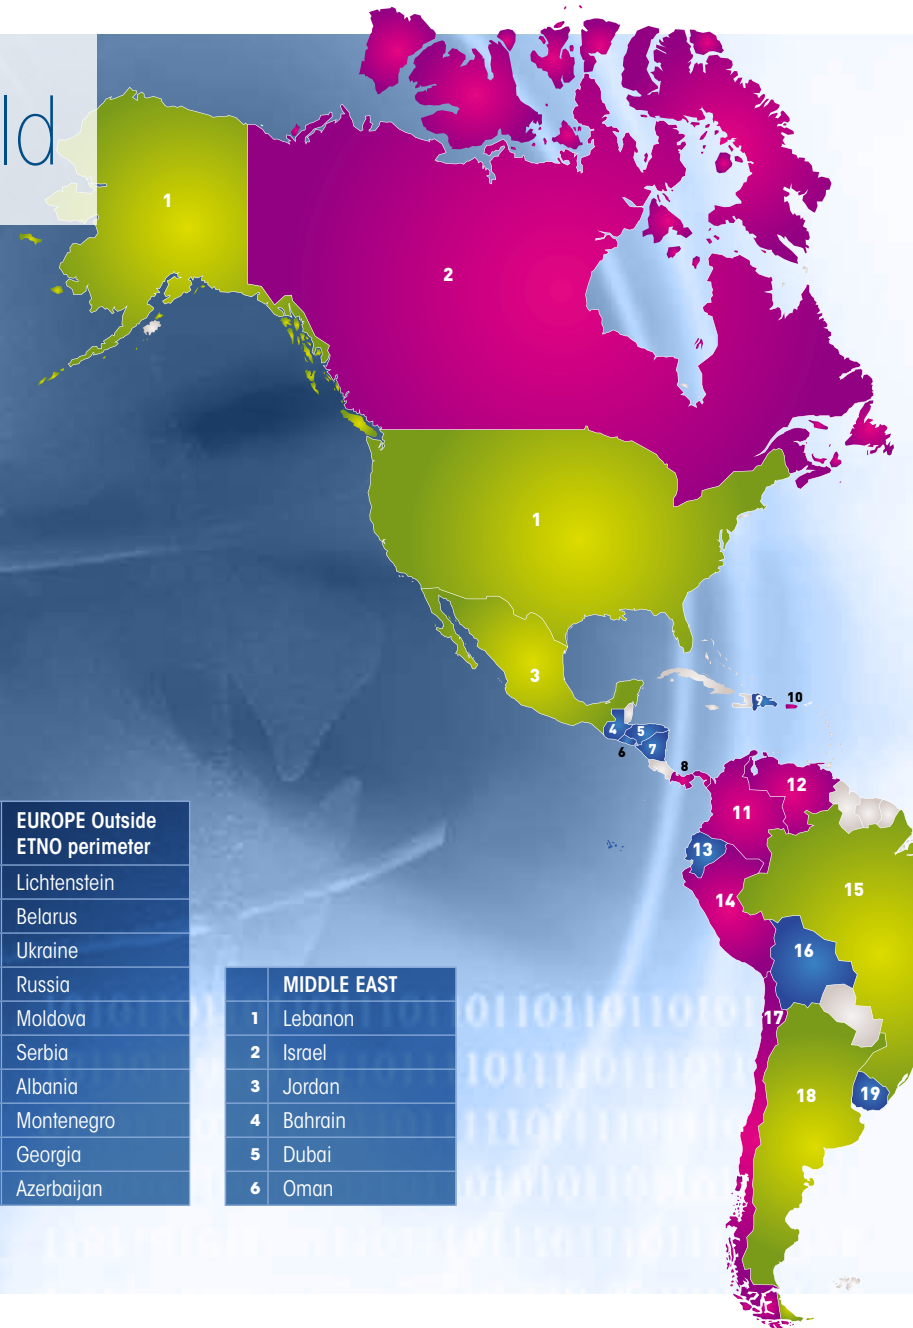 ld
1
2
1
3
4
5
6
7
8
9
10
11
12
13
14
15
16
17
18
19
EUROPE Outside
ETNO perimeter
Lichtenstein
Belarus
Ukraine
Russia
Moldova
Serbia
Albania
Montenegro
Georgia
Azerbaijan
MIDDLE EAST
1 Lebanon
2 Israel
3 Jordan
4 Bahrain
5 Dubai
6 Oman